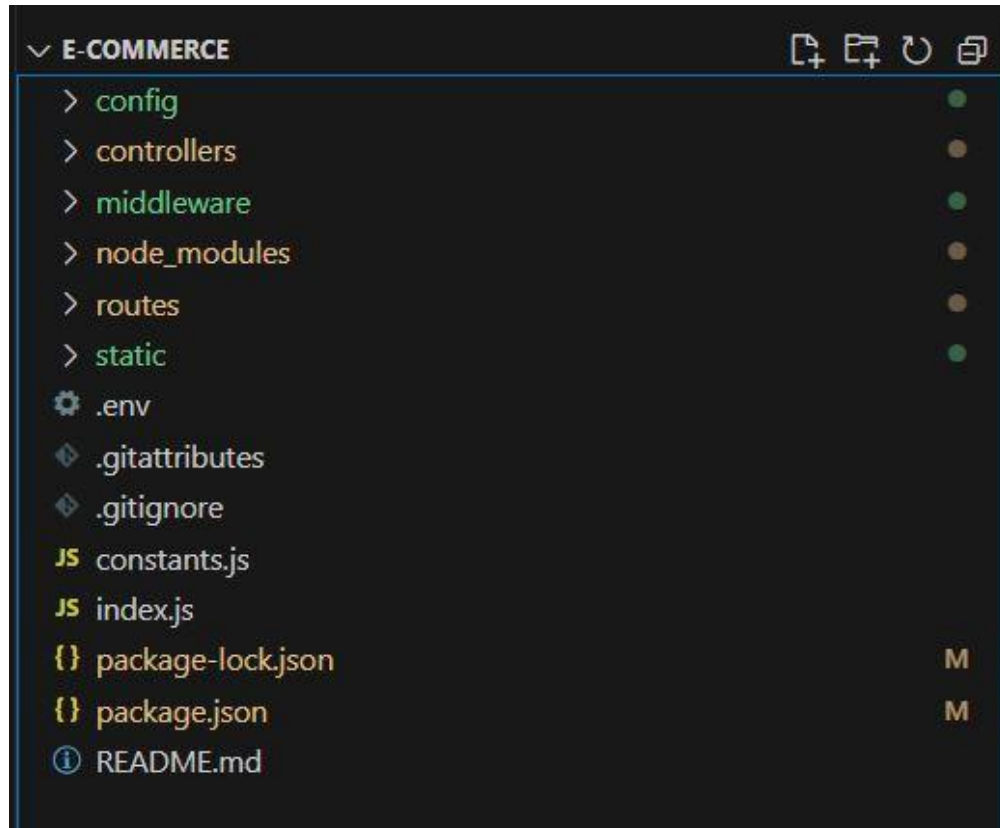 E-COMMERCE
config
controllers
middleware
node_modules
routes
static
.env
.gitattributes
.gitignore
JS constants.js
JS index.js
{} package-lock.json M
{} package.json M
README.md